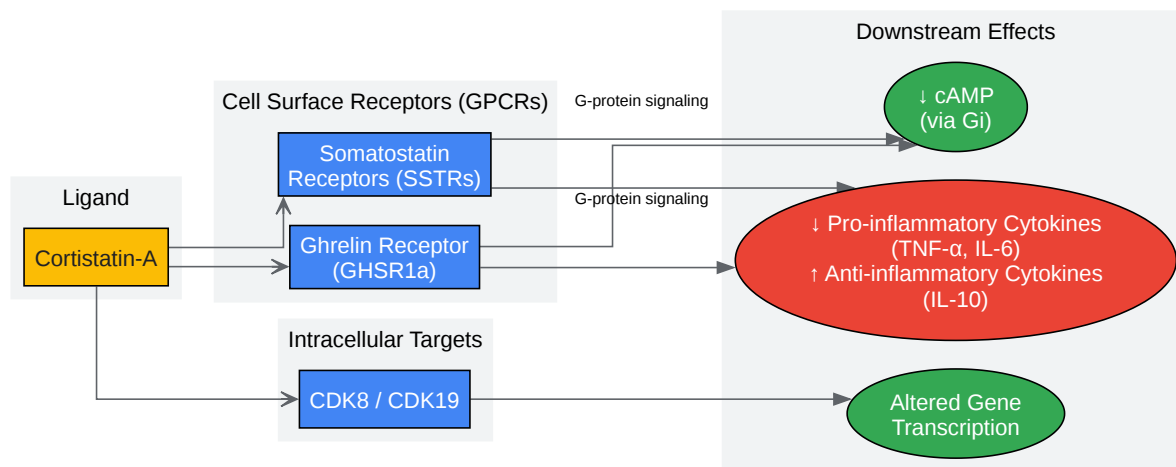 Downstream Effects
↓ cAMP
(via Gi)
Cell Surface Receptors (GPCRs)
G-protein signaling
Somatostatin
Receptors (SSTRs)
G-protein signaling
Ligand
Cortistatin-A
Ghrelin Receptor
(GHSR1a)
↓ Pro-inflammatory Cytokines
(TNF-α, IL-6)
↑ Anti-inflammatory Cytokines
(IL-10)
Intracellular Targets
CDK8 / CDK19
Altered Gene
Transcription